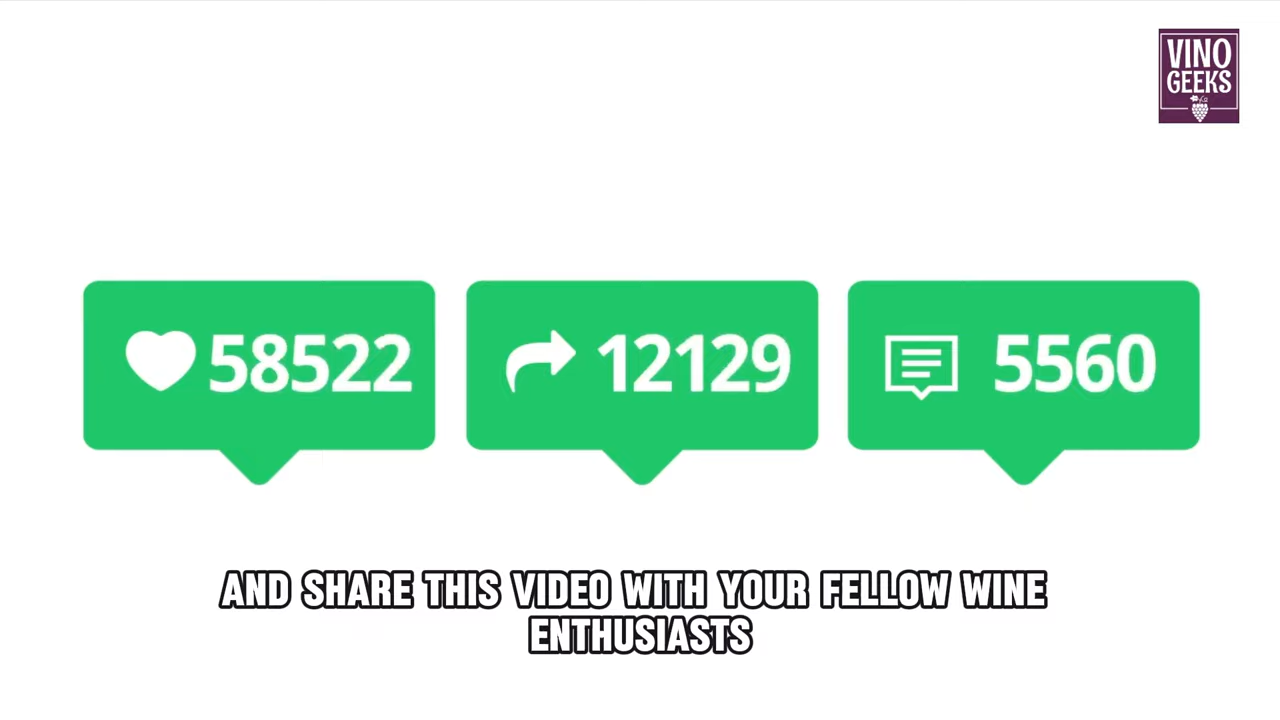 VINO
GEEKS
58522
12129
5560
AND SHARE THIS VIDEO WITH YOUR FELLOW WINE
ENTHUSIASTS